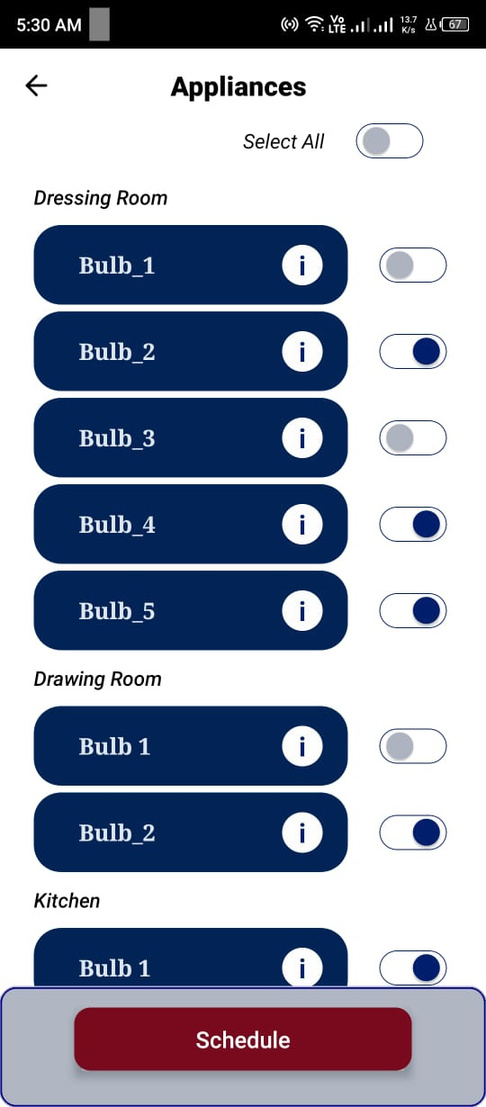 5:30 AM
Vo LTE 13.7 K/s 67
Appliances
Select All
Dressing Room
Bulb_1 i
Bulb_2 i
Bulb_3 i
Bulb_4 i
Bulb_5 i
Drawing Room
Bulb 1 i
Bulb_2 i
Kitchen
Bulb 1 i
Schedule